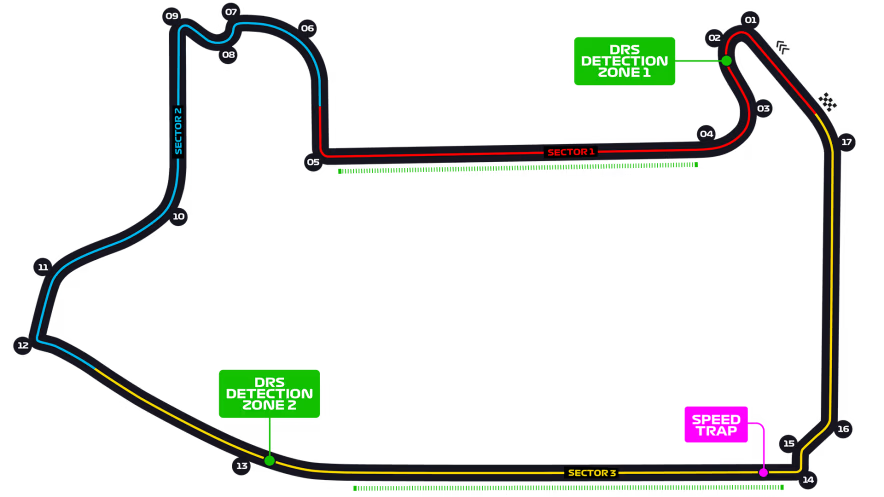 09
07
01
06
02
08
DRS
DETECTION
ZONE 1
03
SECTOR 2
04
17
05
SECTOR 1
10
11
12
DRS
DETECTION
ZONE 2
SPEED
TRAP
16
15
13
SECTOR 3
14